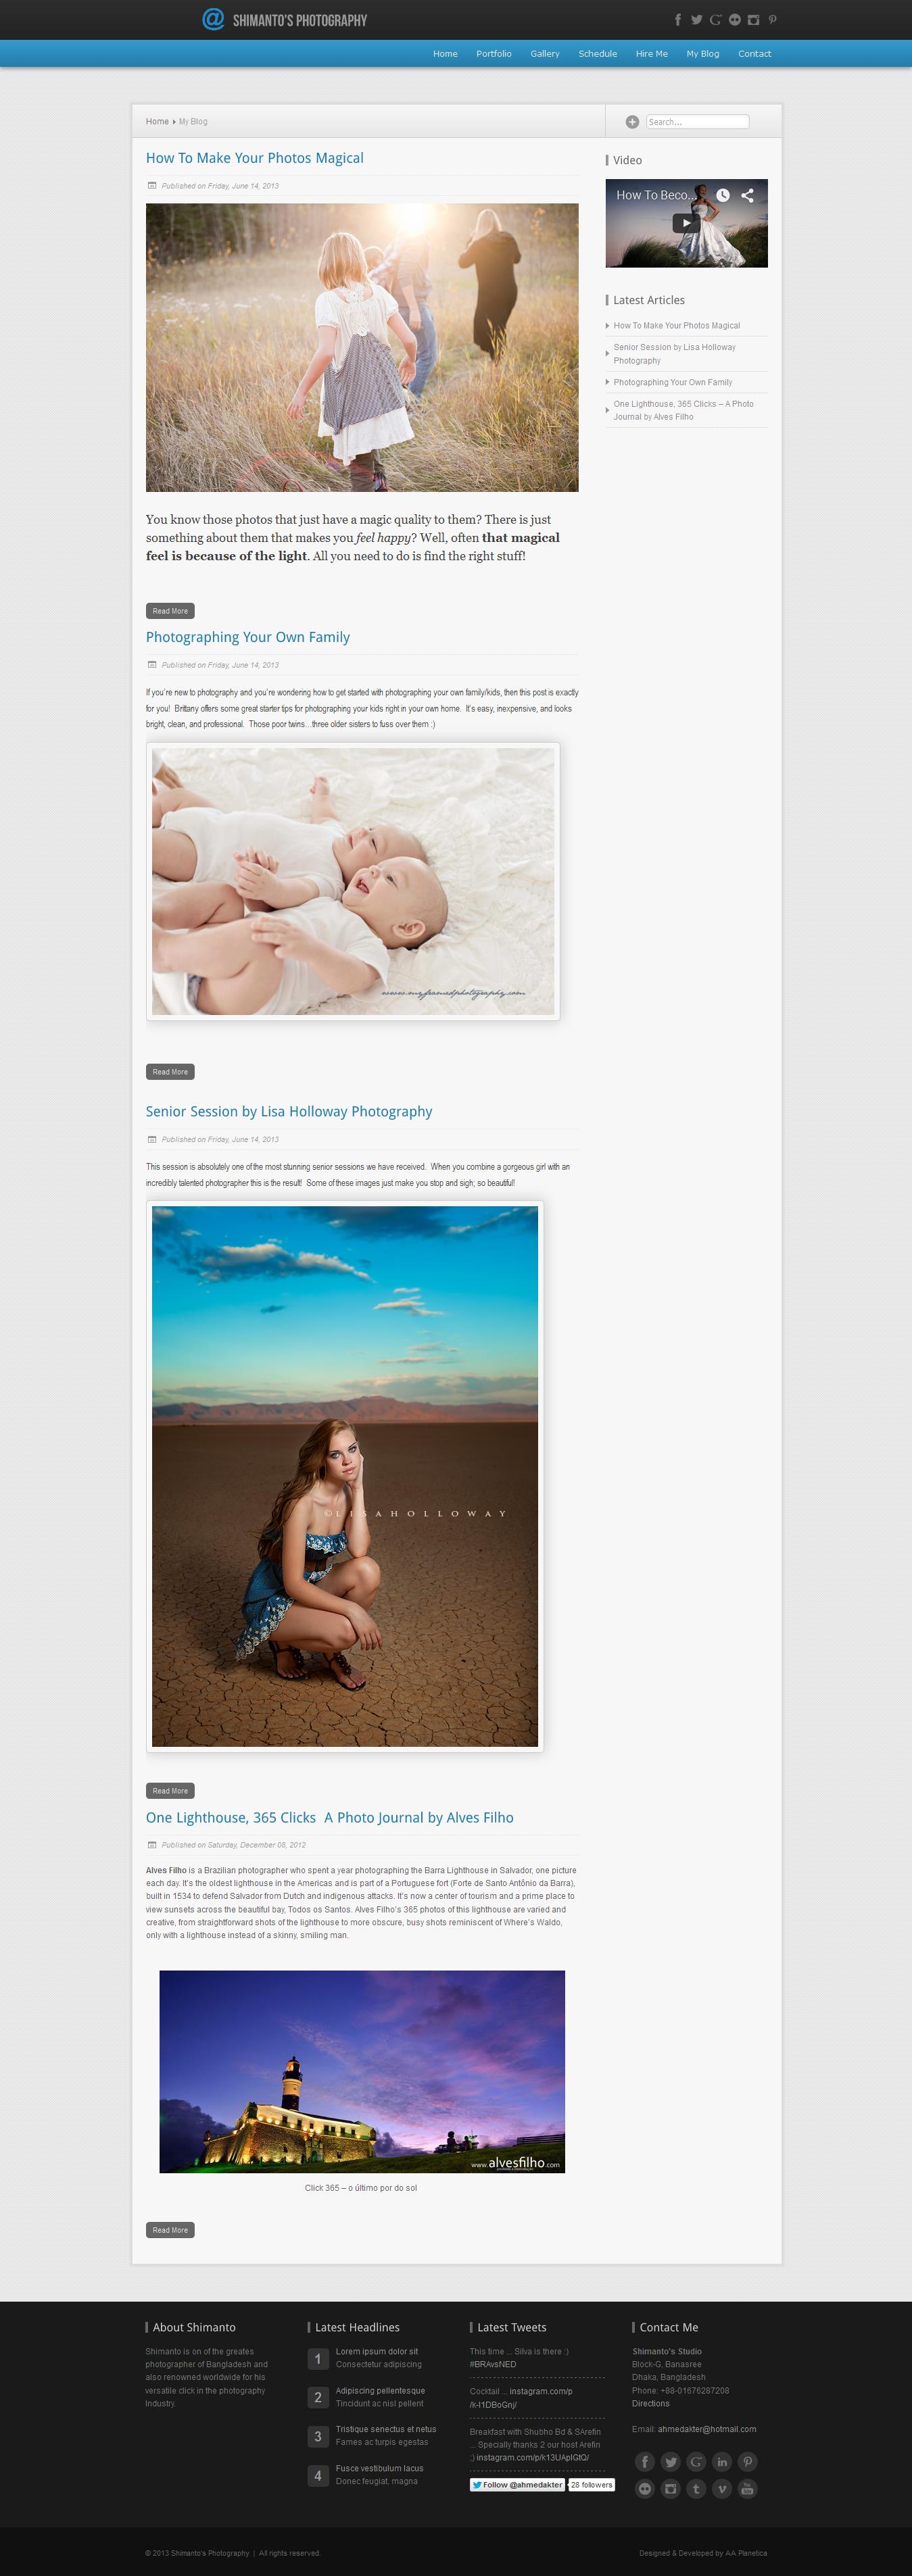 @ SHIMANTO'S PHOTOGRAPHY
Home Portfolio Gallery Schedule Hire Me My Blog Contact
Home My Blog
Search...
How To Make Your Photos Magical
Published on Friday, June 14, 2013
You know those photos that just have a magic quality to them? There is just
something about them that makes you feel happy? Well, often that magical
feel is because of the light. All you need to do is find the right stuff!
Read More
Photographing Your Own Family
Published on Friday, June 14, 2013
If you're new to photography and you're wondering how to get started with photographing your own family/kids, then this post is exactly
for you! Brittany offers some great starter tips for photographing your kids right in your own home. It's easy, inexpensive, and looks
bright, clean, and professional. Those poor twins...three older sisters to fuss over them :)
Read More
Senior Session by Lisa Holloway Photography
Published on Friday, June 14, 2013
This session is absolutely one of the most stunning senior sessions we have received. When you combine a gorgeous girl with an
incredibly talented photographer this is the result! Some of these images just make you stop and sigh; so beautiful!
©LISAHOLLOWAY
Read More
One Lighthouse, 365 Clicks A Photo Journal by Alves Filho
Published on Saturday, December 08, 2012
Alves Filho is a Brazilian photographer who spent a year photographing the Barra Lighthouse in Salvador, one picture
each day. It's the oldest lighthouse in the Americas and is part of a Portuguese fort (Forte de Santo Antônio da Barra),
built in 1534 to defend Salvador from Dutch and indigenous attacks. It's now a center of tourism and a prime place to
view sunsets across the beautiful bay, Todos os Santos. Alves Filho's 365 photos of this lighthouse are varied and
creative, from straightforward shots of the lighthouse to more obscure, busy shots reminiscent of Where's Waldo,
only with a lighthouse instead of a skinny, smiling man.
www.alvesfilho.com
Click 365 – o último por do sol
Read More
Video
How To Beco...
Latest Articles
How To Make Your Photos Magical
Senior Session by Lisa Holloway
Photography
Photographing Your Own Family
One Lighthouse, 365 Clicks – A Photo
Journal by Alves Filho
About Shimanto
Shimanto is on of the greates
photographer of Bangladesh and
also renowned worldwide for his
versatile click in the photography
Industry.
Latest Headlines
1 Lorem ipsum dolor sit
Consectetur adipiscing
2 Adipiscing pellentesque
Tincidunt ac nisl pellent
3 Tristique senectus et netus
Fames ac turpis egestas
4 Fusce vestibulum lacus
Donec feugiat, magna
Latest Tweets
This time ... Silva is there :)
#BRAvsNED
Cocktail ... instagram.com/p
/k-I1DBoGnj/
Breakfast with Shubho Bd & SArefin
... Specially thanks 2 our host Arefin
;) instagram.com/p/k13UAplGtQ/
Follow @ahmedakter 28 followers
Contact Me
Shimanto's Studio
Block-G, Banasree
Dhaka, Bangladesh
Phone: +88-01676287208
Directions
Email: ahmedakter@hotmail.com
© 2013 Shimanto's Photography | All rights reserved.
Designed & Developed by AA Planetica